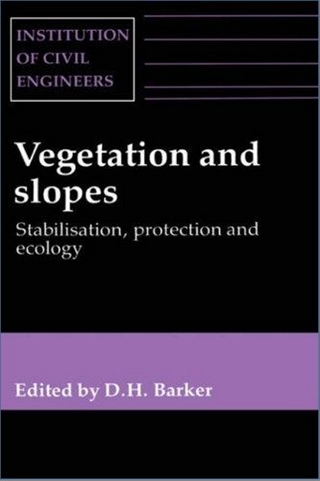 INSTITUTION
OF CIVIL
ENGINEERS
Vegetation and
slopes
Stabilisation, protection and
ecology
Edited by D.H. Barker